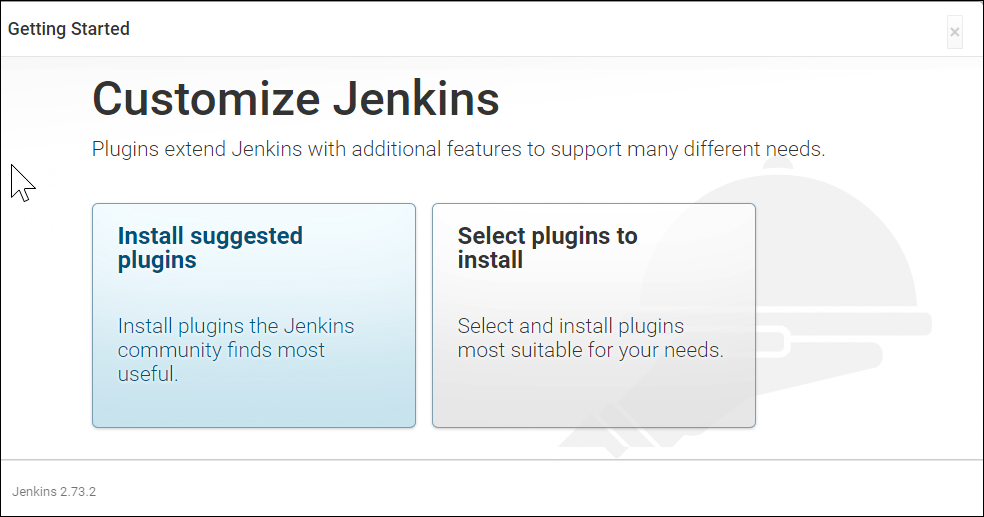 Getting Started
×
Customize Jenkins
Plugins extend Jenkins with additional features to support many different needs.
Install suggested
plugins
Install plugins the Jenkins
community finds most
useful.
Select plugins to
install
Select and install plugins
most suitable for your needs.
Jenkins 2.73.2